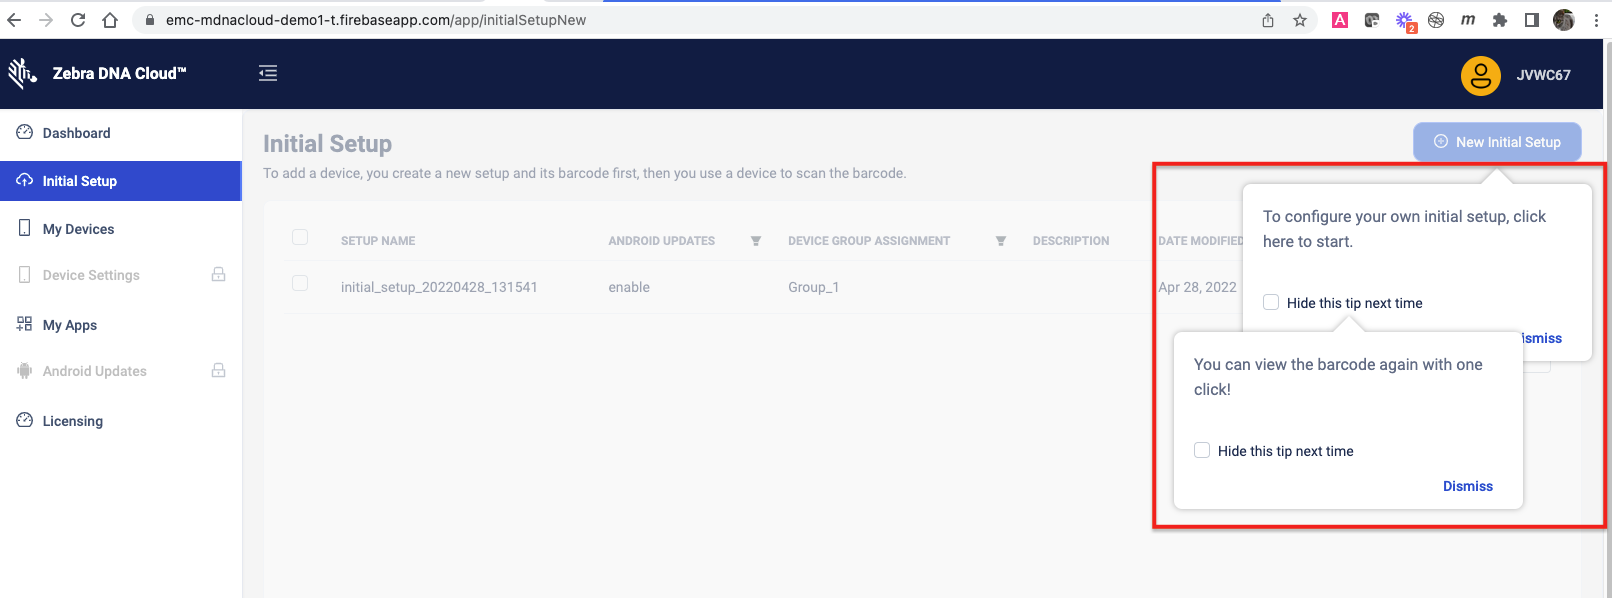 emc-mdnacloud-demo1-t.firebaseapp.com/app/initialSetupNew
A
2
m
Zebra DNA Cloud™
JVWC67
Dashboard
Initial Setup
My Devices
Device Settings
My Apps
Android Updates
Licensing
Initial Setup
New Initial Setup
To add a device, you create a new setup and its barcode first, then you use a device to scan the barcode.
SETUP NAME ANDROID UPDATES DEVICE GROUP ASSIGNMENT DESCRIPTION DATE MODIFIED
initial_setup_20220428_131541 enable Group_1 Apr 28, 2022
To configure your own initial setup, click
here to start.
Hide this tip next time
ismiss
You can view the barcode again with one
click!
Hide this tip next time
Dismiss